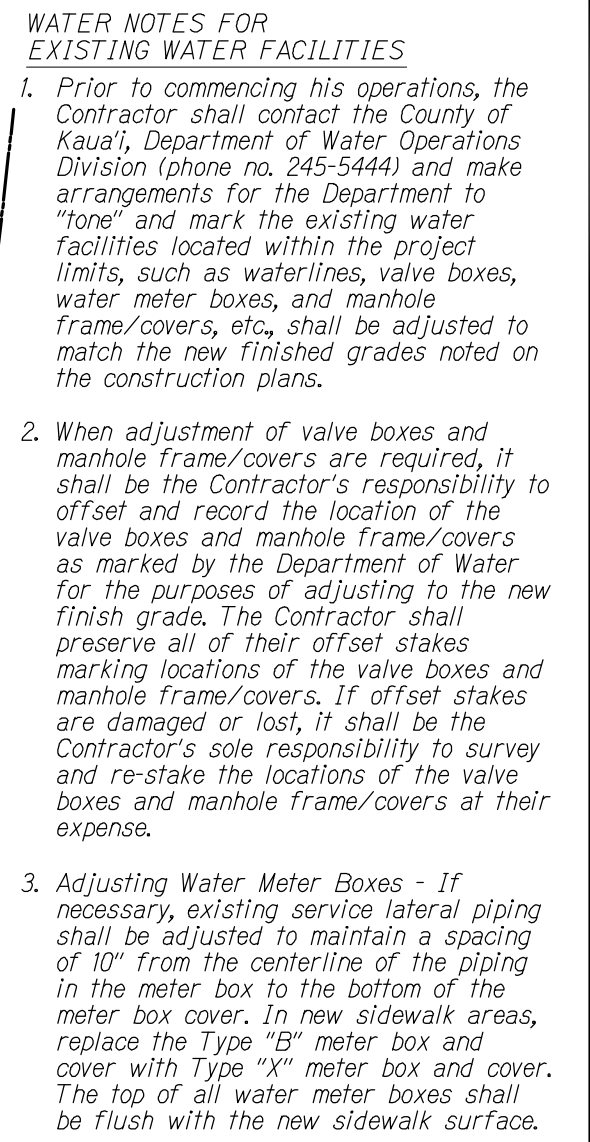 WATER NOTES FOR
EXISTING WATER FACILITIES
1. Prior to commencing his operations, the
Contractor shall contact the County of
Kaua'i, Department of Water Operations
Division (phone no. 245-5444) and make
arrangements for the Department to
"tone" and mark the existing water
facilities located within the project
limits, such as waterlines, valve boxes,
water meter boxes, and manhole
frame/covers, etc., shall be adjusted to
match the new finished grades noted on
the construction plans.
2. When adjustment of valve boxes and
manhole frame/covers are required, it
shall be the Contractor's responsibility to
offset and record the location of the
valve boxes and manhole frame/covers
as marked by the Department of Water
for the purposes of adjusting to the new
finish grade. The Contractor shall
preserve all of their offset stakes
marking locations of the valve boxes and
manhole frame/covers. If offset stakes
are damaged or lost, it shall be the
Contractor's sole responsibility to survey
and re-stake the locations of the valve
boxes and manhole frame/covers at their
expense.
3. Adjusting Water Meter Boxes - If
necessary, existing service lateral piping
shall be adjusted to maintain a spacing
of 10" from the centerline of the piping
in the meter box to the bottom of the
meter box cover. In new sidewalk areas,
replace the Type "B" meter box and
cover with Type "X" meter box and cover.
The top of all water meter boxes shall
be flush with the new sidewalk surface.